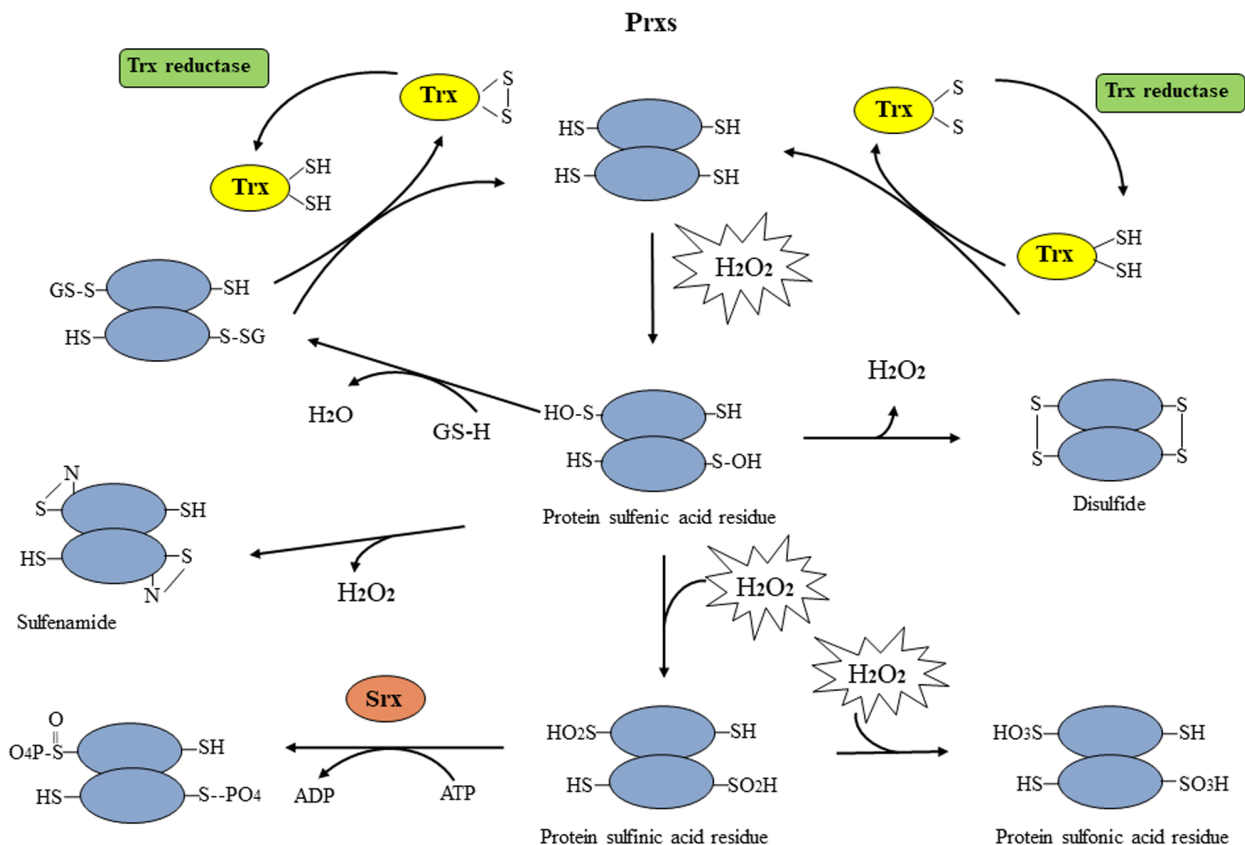 Prxs
Trx reductase
Trx
S
S
Trx
SH
SH
HS
SH
HS
SH
Trx
S
S
Trx reductase
Trx
SH
SH
H2O2
GS-S
SH
HS
S-SG
H2O
GS-H
HO-S
SH
HS
S-OH
Protein sulfenic acid residue
H2O2
S
S
S
S
Disulfide
N
S
SH
HS
S
N
Sulfenamide
H2O2
H2O2
H2O2
Srx
O
O4P-S
SH
HS
S--PO4
ADP
ATP
HO2S
SH
HS
SO2H
Protein sulfinic acid residue
HO3S
SH
HS
SO3H
Protein sulfonic acid residue